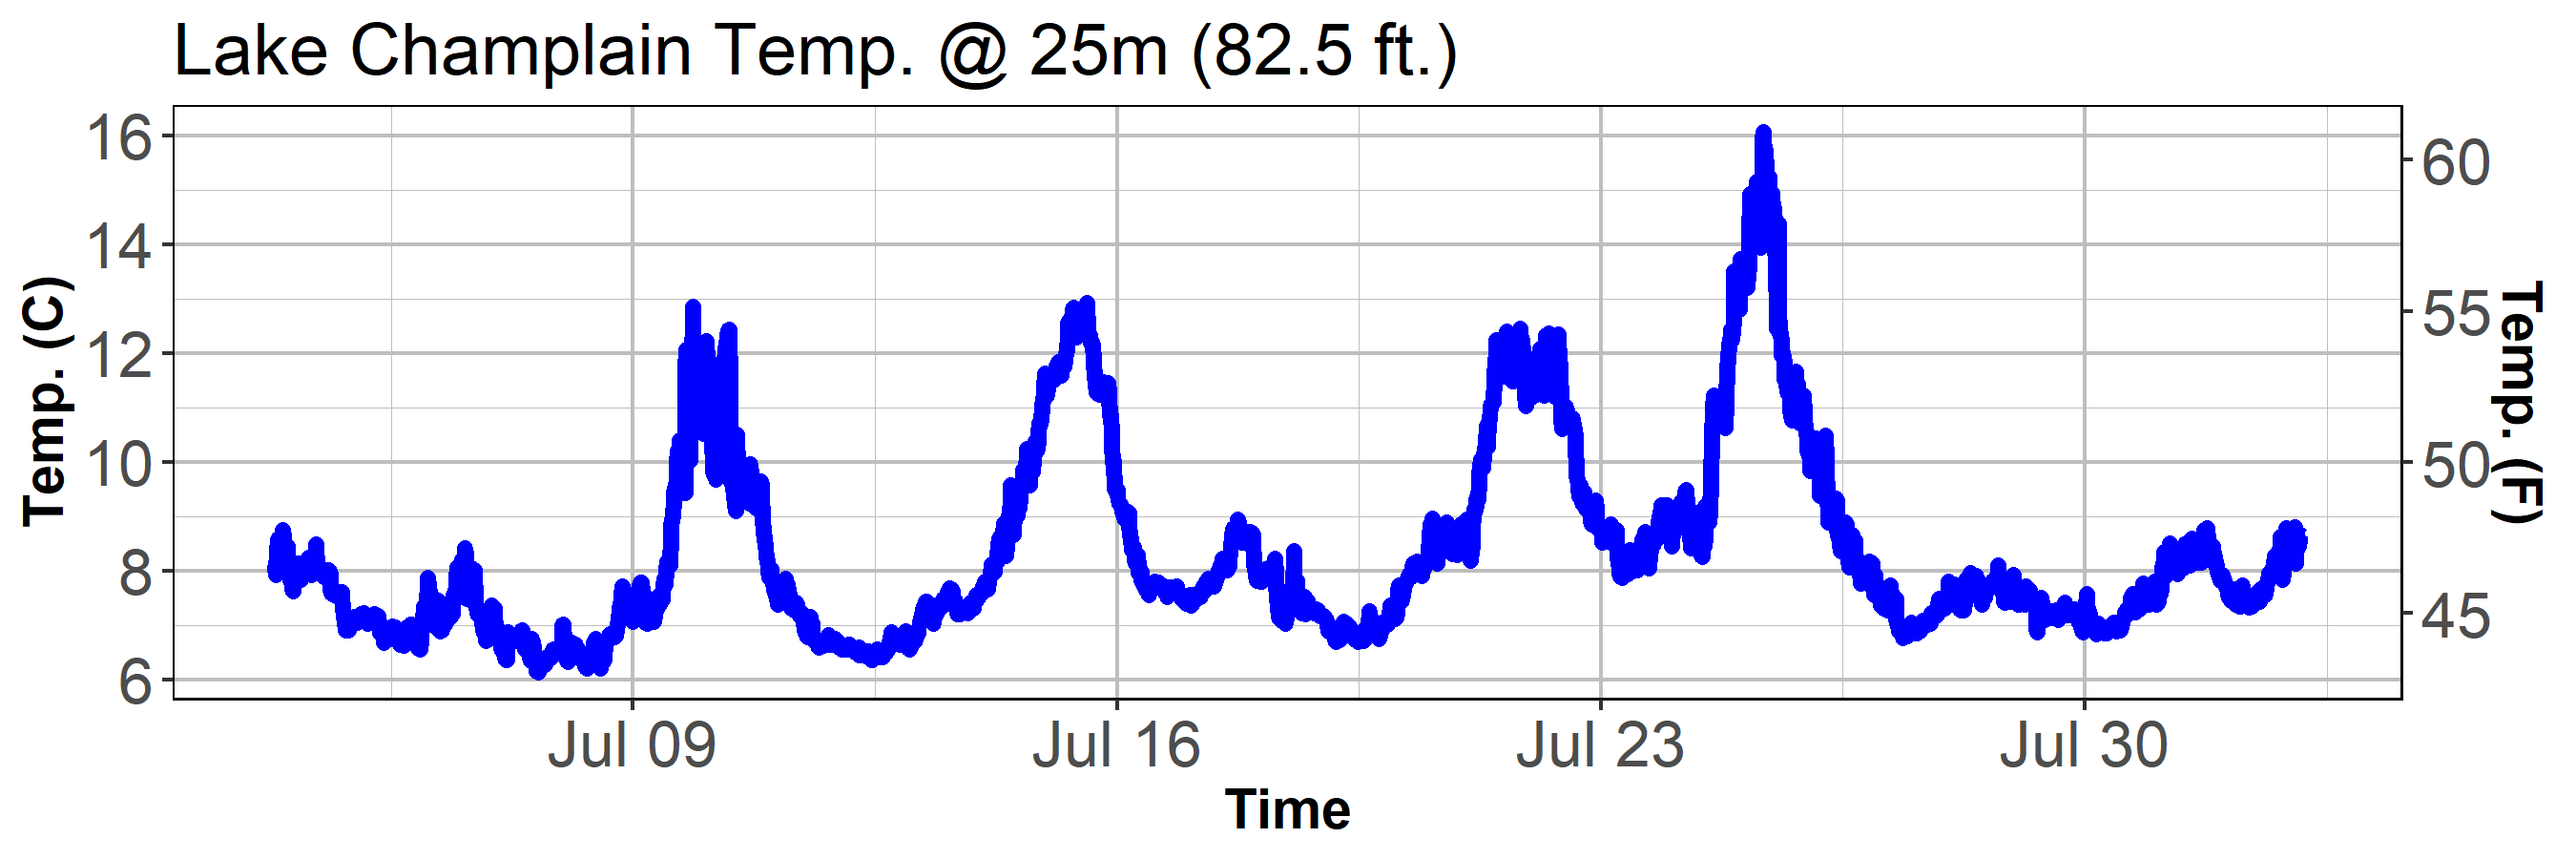 Lake Champlain Temp. @ 25m (82.5 ft.)
Temp. (C)
16
14
12
10
8
6
60
55
50
45
Temp. (F)
Jul 09 Jul 16 Jul 23 Jul 30
Time